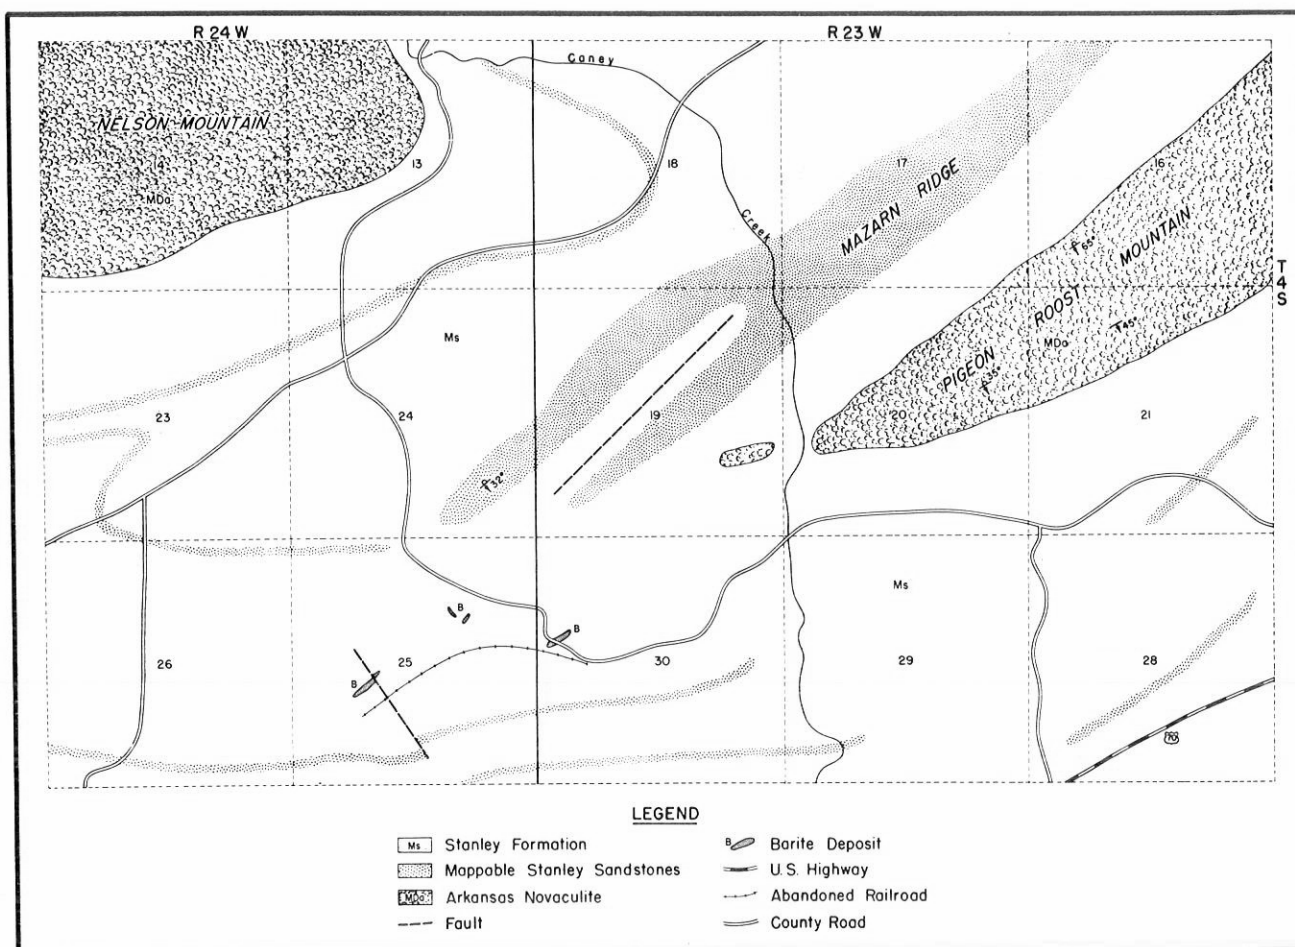 R 24 W
R 23 W
Caney
NELSON MOUNTAIN
14
MDa
13
18
17
16
MAZARN RIDGE
Creek
65°
PIGEON ROOST MOUNTAIN
T
4
S
MDa
45°
35°
Ms
23
24
19
20
21
32°
Ms
B
B
26
25
30
29
28
B
70
LEGEND
Ms Stanley Formation
Mappable Stanley Sandstones
MDa Arkansas Novaculite
Fault
B Barite Deposit
U.S. Highway
Abandoned Railroad
County Road